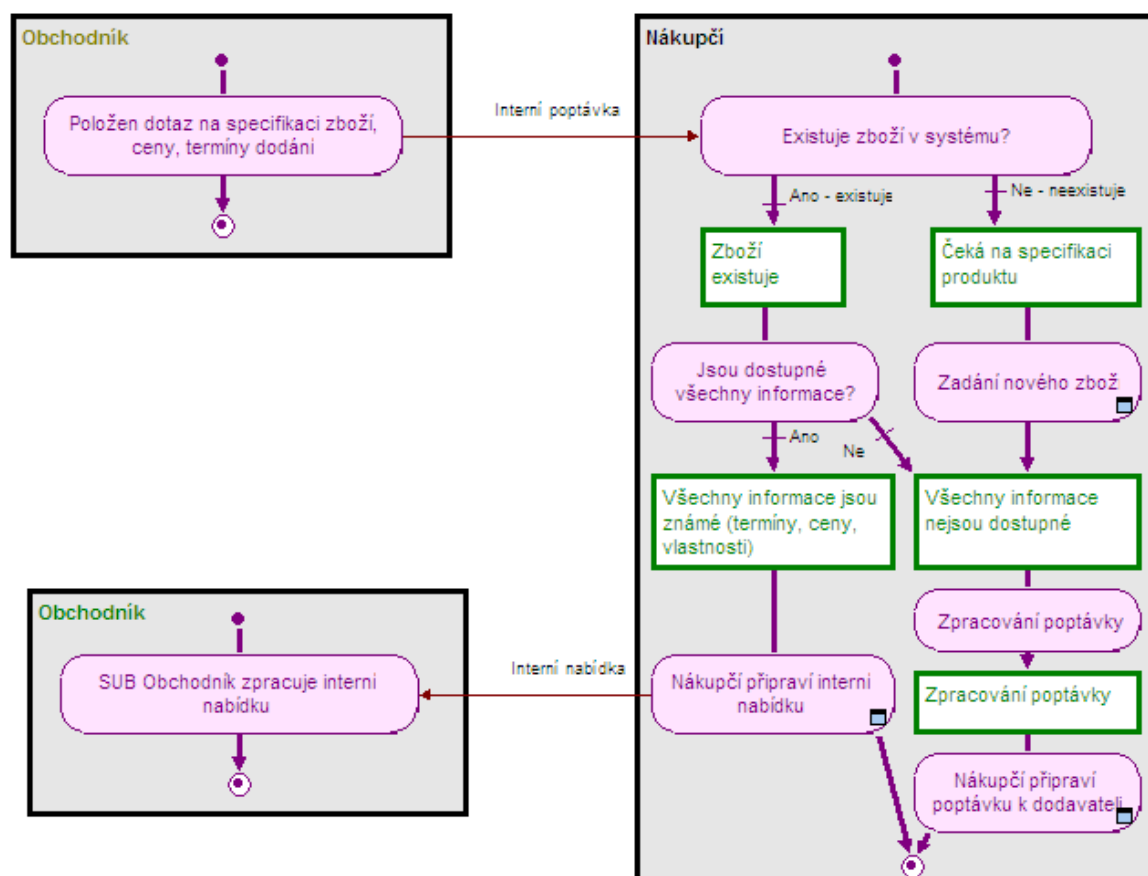 Obchodník
Položen dotaz na specifikaci zboží,
ceny, termíny dodáni
Interní poptávka
Nákupčí
Existuje zboží v systému?
Ano - existuje
Ne - neexistuje
Zboží
existuje
Čeká na specifikaci
produktu
Jsou dostupné
všechny informace?
Zadání nového zbož
Ano
Ne
Všechny informace jsou
známé (termíny, ceny,
vlastnosti)
Všechny informace
nejsou dostupné
Zpracování poptávky
Zpracování poptávky
Nákupčí připraví
poptávku k dodavateli
Nákupčí připraví interni
nabídku
Interní nabídka
Obchodník
SUB Obchodník zpracuje interni
nabídku